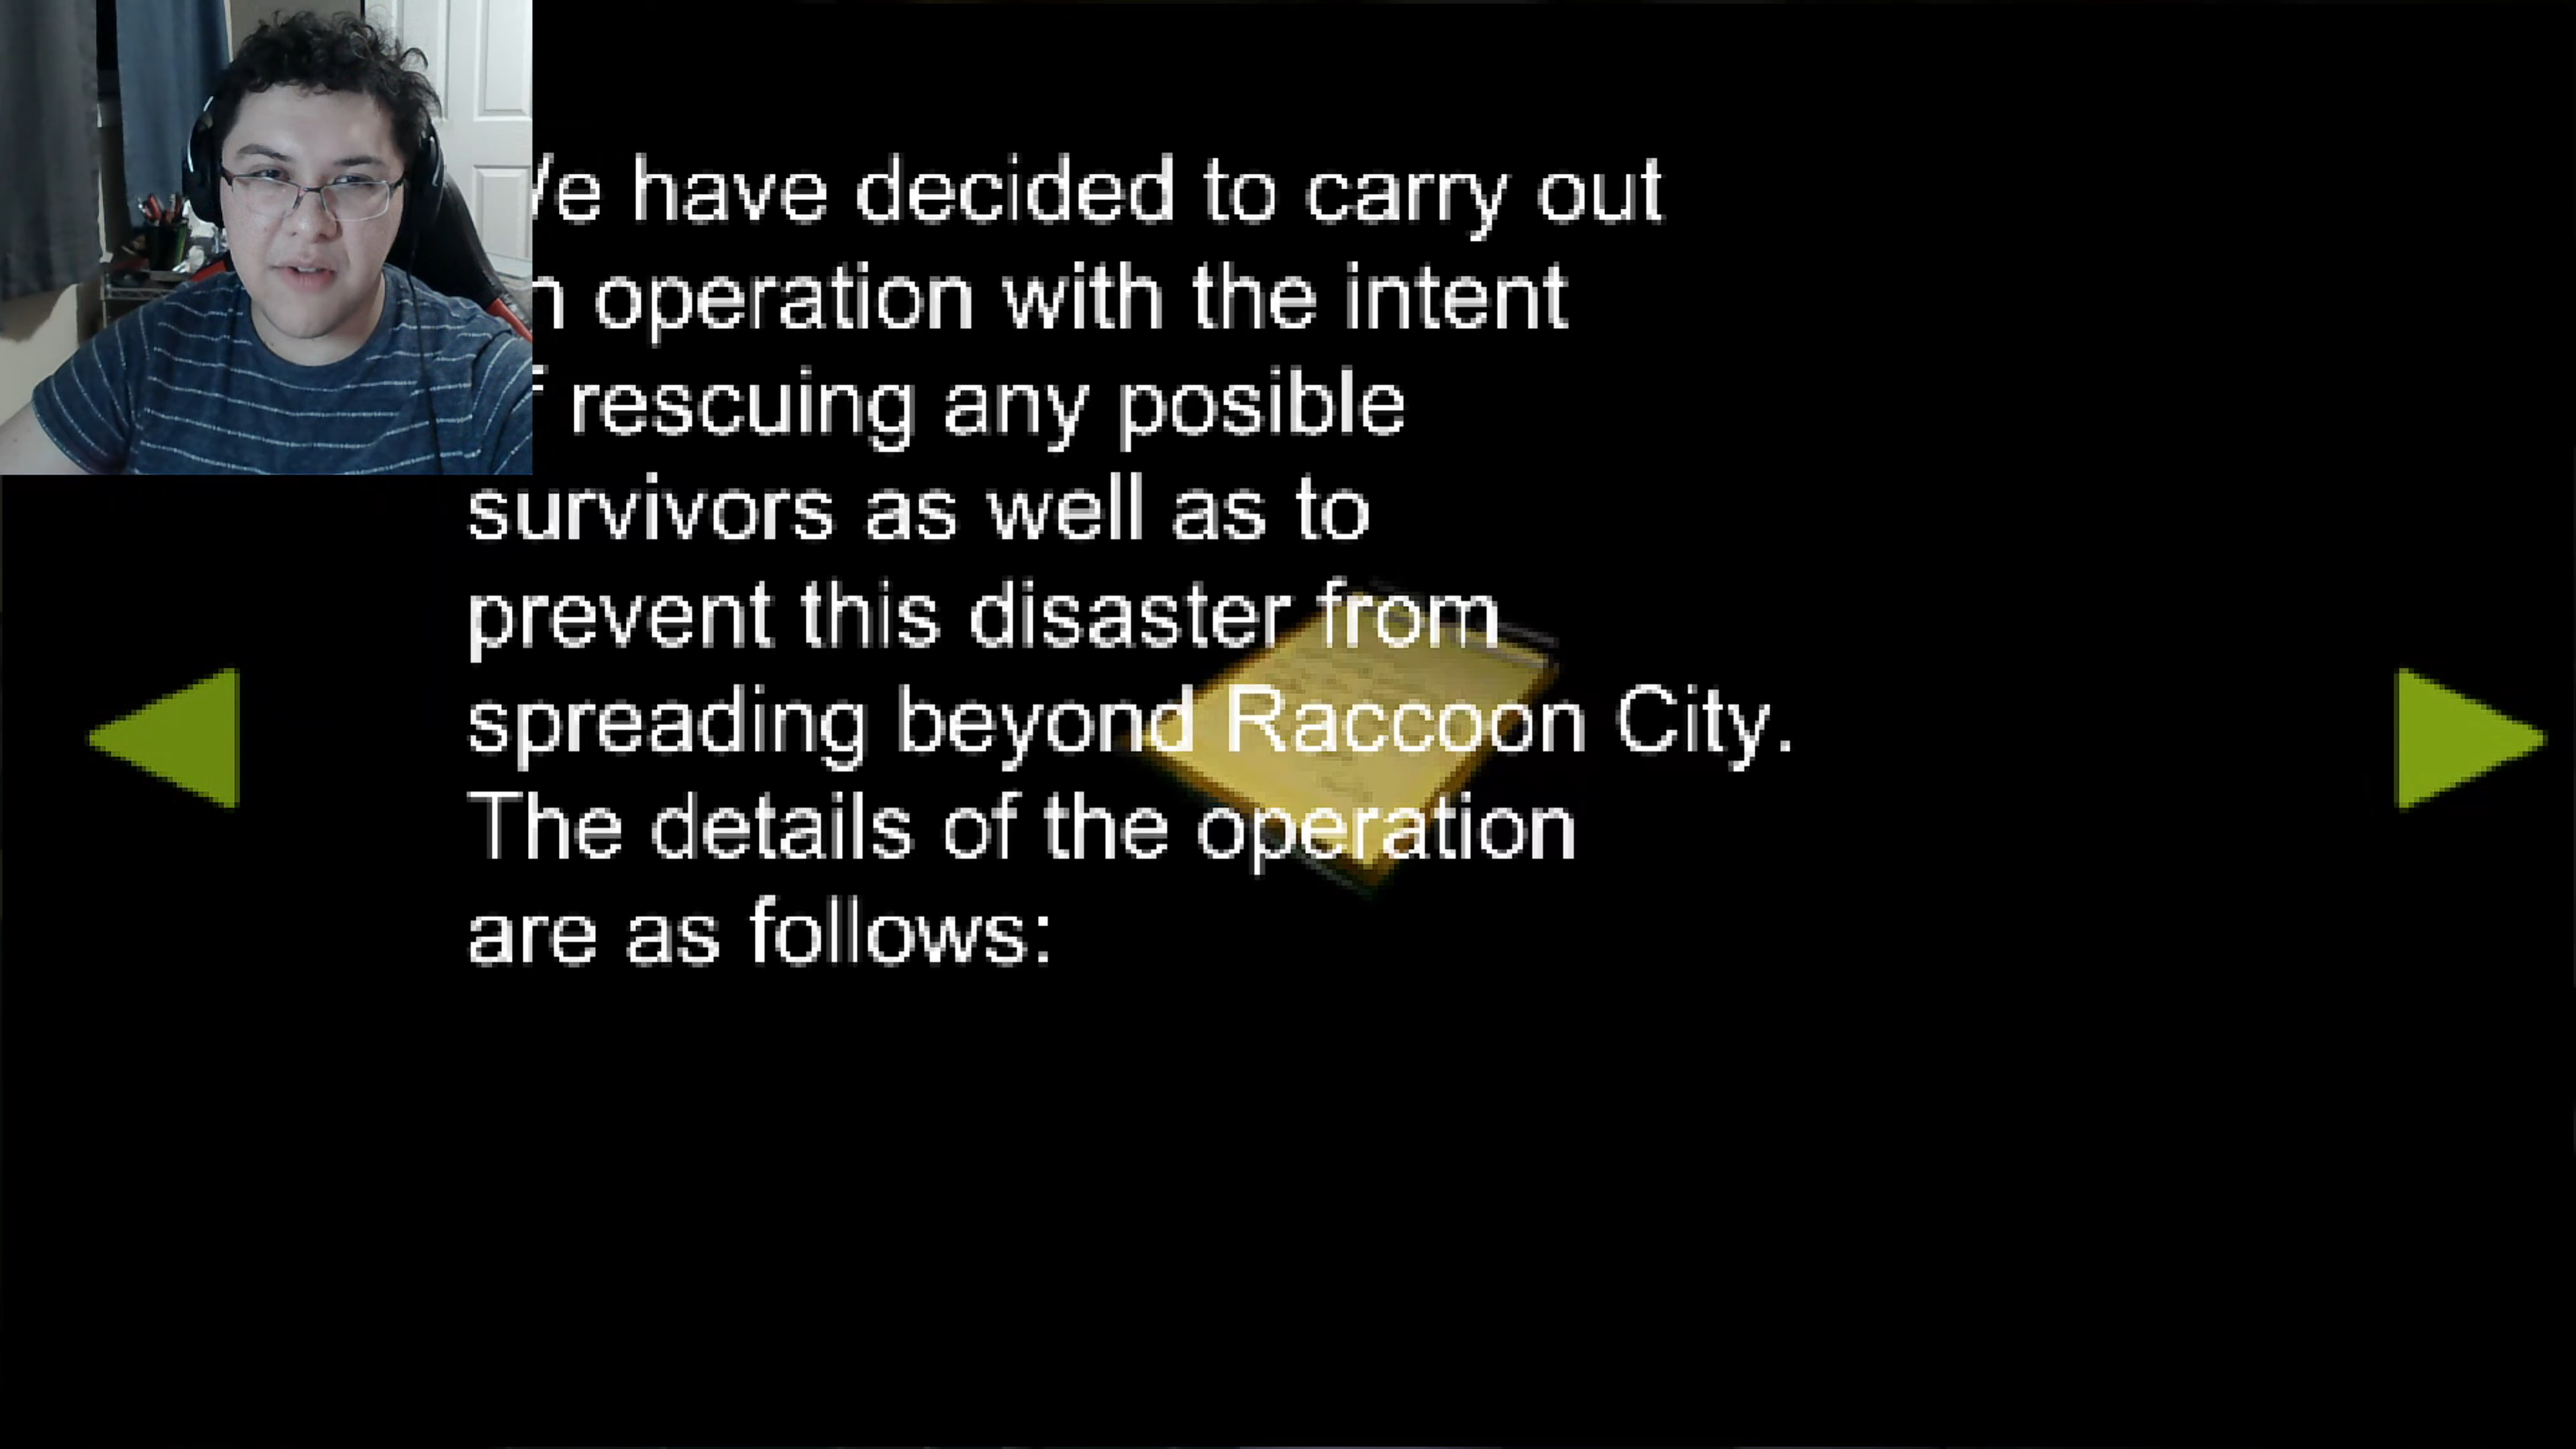 have decided to carry out
operation with the intent
rescuing any posible
survivors as well as to
prevent this disaster from
spreading beyond Raccoon City.
The details of the operation
are as follows: